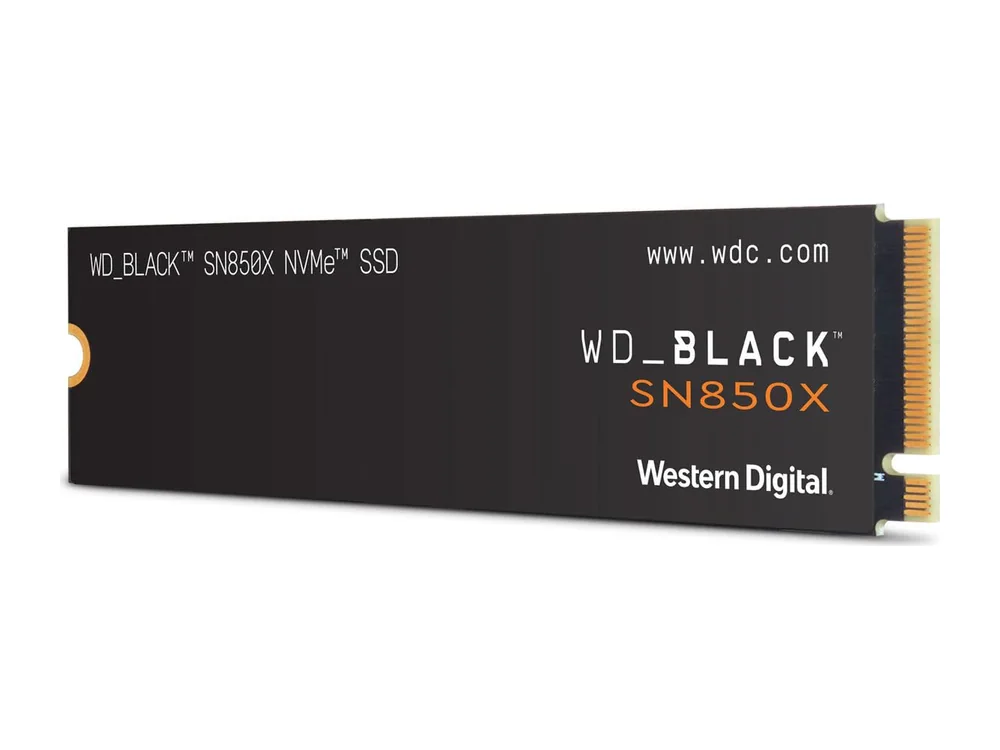 WD_BLACK™ SN850X NVMe™ SSD
www.wdc.com
WD_BLACK™
SN850X
Western Digital.
M